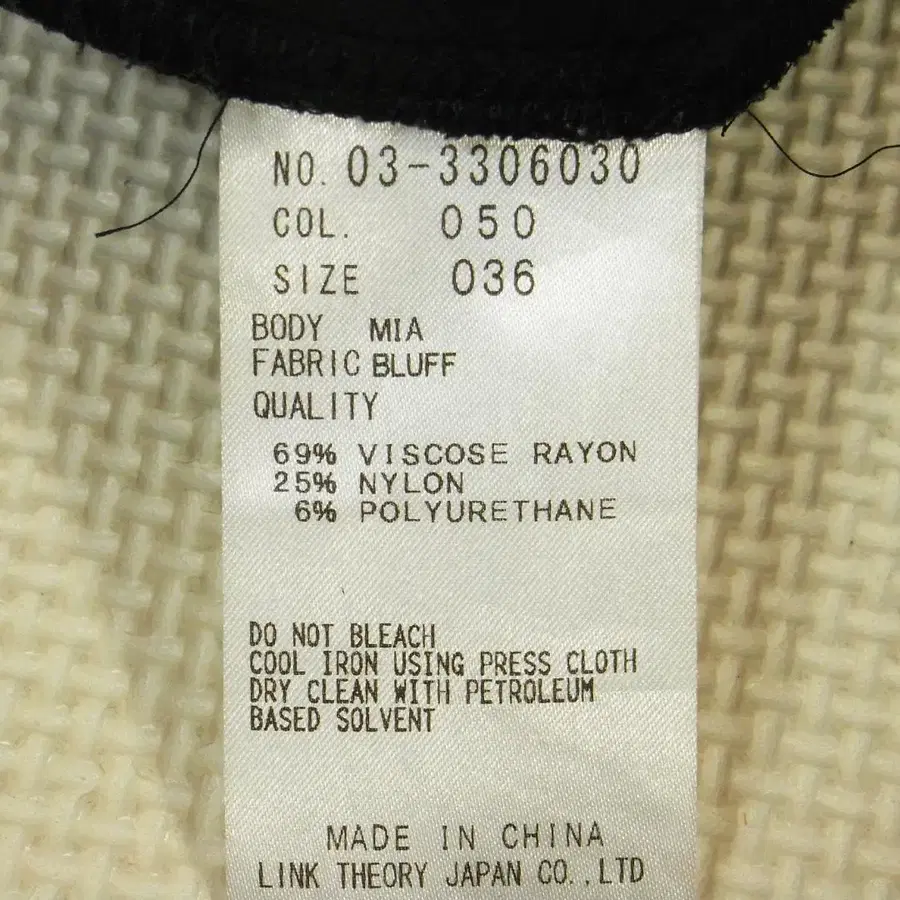 NO. 03-3306030
COL. 050
SIZE 036
BODY MIA
FABRIC BLUFF
QUALITY
69% VISCOSE RAYON
25% NYLON
6% POLYURETHANE
DO NOT BLEACH
COOL IRON USING PRESS CLOTH
DRY CLEAN WITH PETROLEUM
BASED SOLVENT
MADE IN CHINA
LINK THEORY JAPAN CO.,LTD